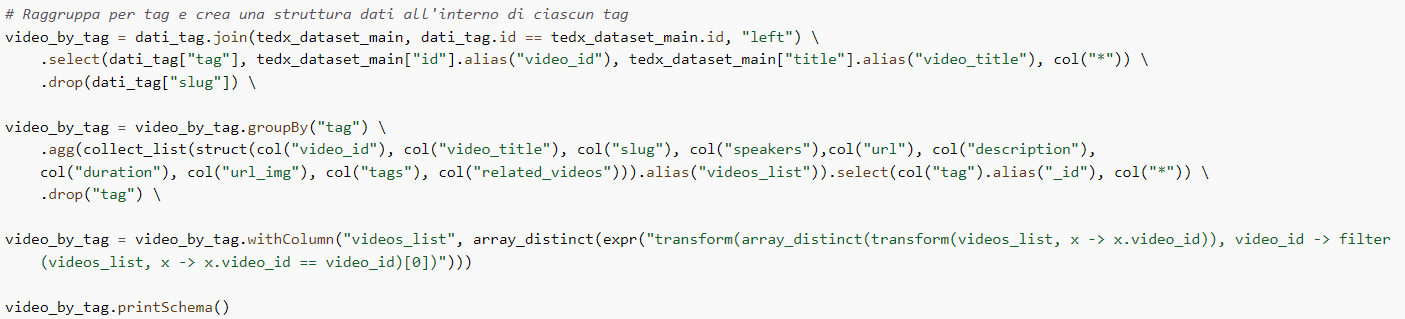 # Raggruppa per tag e crea una struttura dati all'interno di ciascun tag
video_by_tag = dati_tag.join(tedx_dataset_main, dati_tag.id == tedx_dataset_main.id, "left") \
    .select(dati_tag["tag"], tedx_dataset_main["id"].alias("video_id"), tedx_dataset_main["title"].alias("video_title"), col("*")) \
    .drop(dati_tag["slug"]) \

video_by_tag = video_by_tag.groupBy("tag") \
    .agg(collect_list(struct(col("video_id"), col("video_title"), col("slug"), col("speakers"),col("url"), col("description"),
    col("duration"), col("url_img"), col("tags"), col("related_videos"))).alias("videos_list")).select(col("tag").alias("_id"), col("*")) \
    .drop("tag") \

video_by_tag = video_by_tag.withColumn("videos_list", array_distinct(expr("transform(array_distinct(transform(videos_list, x -> x.video_id)), video_id -> filter
    (videos_list, x -> x.video_id == video_id)[0])")))

video_by_tag.printSchema()